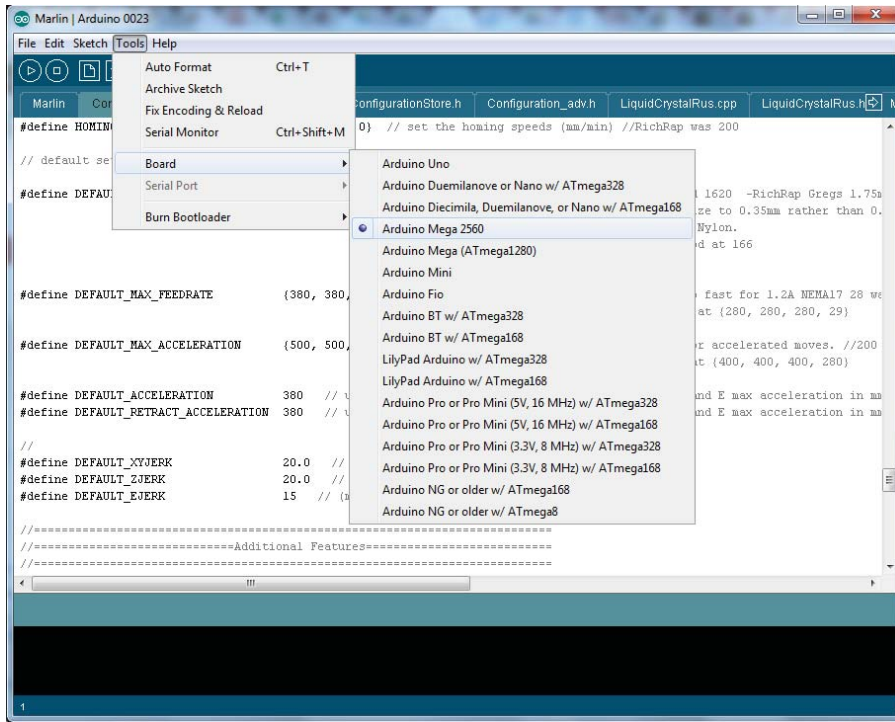 Marlin | Arduino 0023
File Edit Sketch Tools Help
Auto Format Ctrl+T
Archive Sketch
Fix Encoding & Reload
Serial Monitor Ctrl+Shift+M
Board
Serial Port
Burn Bootloader
Arduino Uno
Arduino Duemilanove or Nano w/ ATmega328
Arduino Diecimila, Duemilanove, or Nano w/ ATmega168
Arduino Mega 2560
Arduino Mega (ATmega1280)
Arduino Mini
Arduino Fio
Arduino BT w/ ATmega328
Arduino BT w/ ATmega168
LilyPad Arduino w/ ATmega328
LilyPad Arduino w/ ATmega168
Arduino Pro or Pro Mini (5V, 16 MHz) w/ ATmega328
Arduino Pro or Pro Mini (5V, 16 MHz) w/ ATmega168
Arduino Pro or Pro Mini (3.3V, 8 MHz) w/ ATmega328
Arduino Pro or Pro Mini (3.3V, 8 MHz) w/ ATmega168
Arduino NG or older w/ ATmega168
Arduino NG or older w/ ATmega8
Marlin Cor onfigurationStore.h Configuration_adv.h LiquidCrystalRus.cpp LiquidCrystalRus.h
#define HOMIN 0} // set the homing speeds (mm/min) //RichRap was 200
// default se
#define DEFAU 1620 -RichRap Gregs 1.75m
ze to 0.35mm rather than 0.
Nylon.
d at 166
#define DEFAULT_MAX_FEEDRATE {380, 380, fast for 1.2A NEMA17 28 we
at {280, 280, 280, 29}
#define DEFAULT_MAX_ACCELERATION {500, 500, r accelerated moves. //200
t {400, 400, 400, 280}
#define DEFAULT_ACCELERATION 380 // nd E max acceleration in mm
#define DEFAULT_RETRACT_ACCELERATION 380 // nd E max acceleration in mm
//
#define DEFAULT_XYJERK 20.0 //
#define DEFAULT_ZJERK 20.0 //
#define DEFAULT_EJERK 15 // (m
//===========================================================================
//=============================Additional Features===========================
//===========================================================================
1